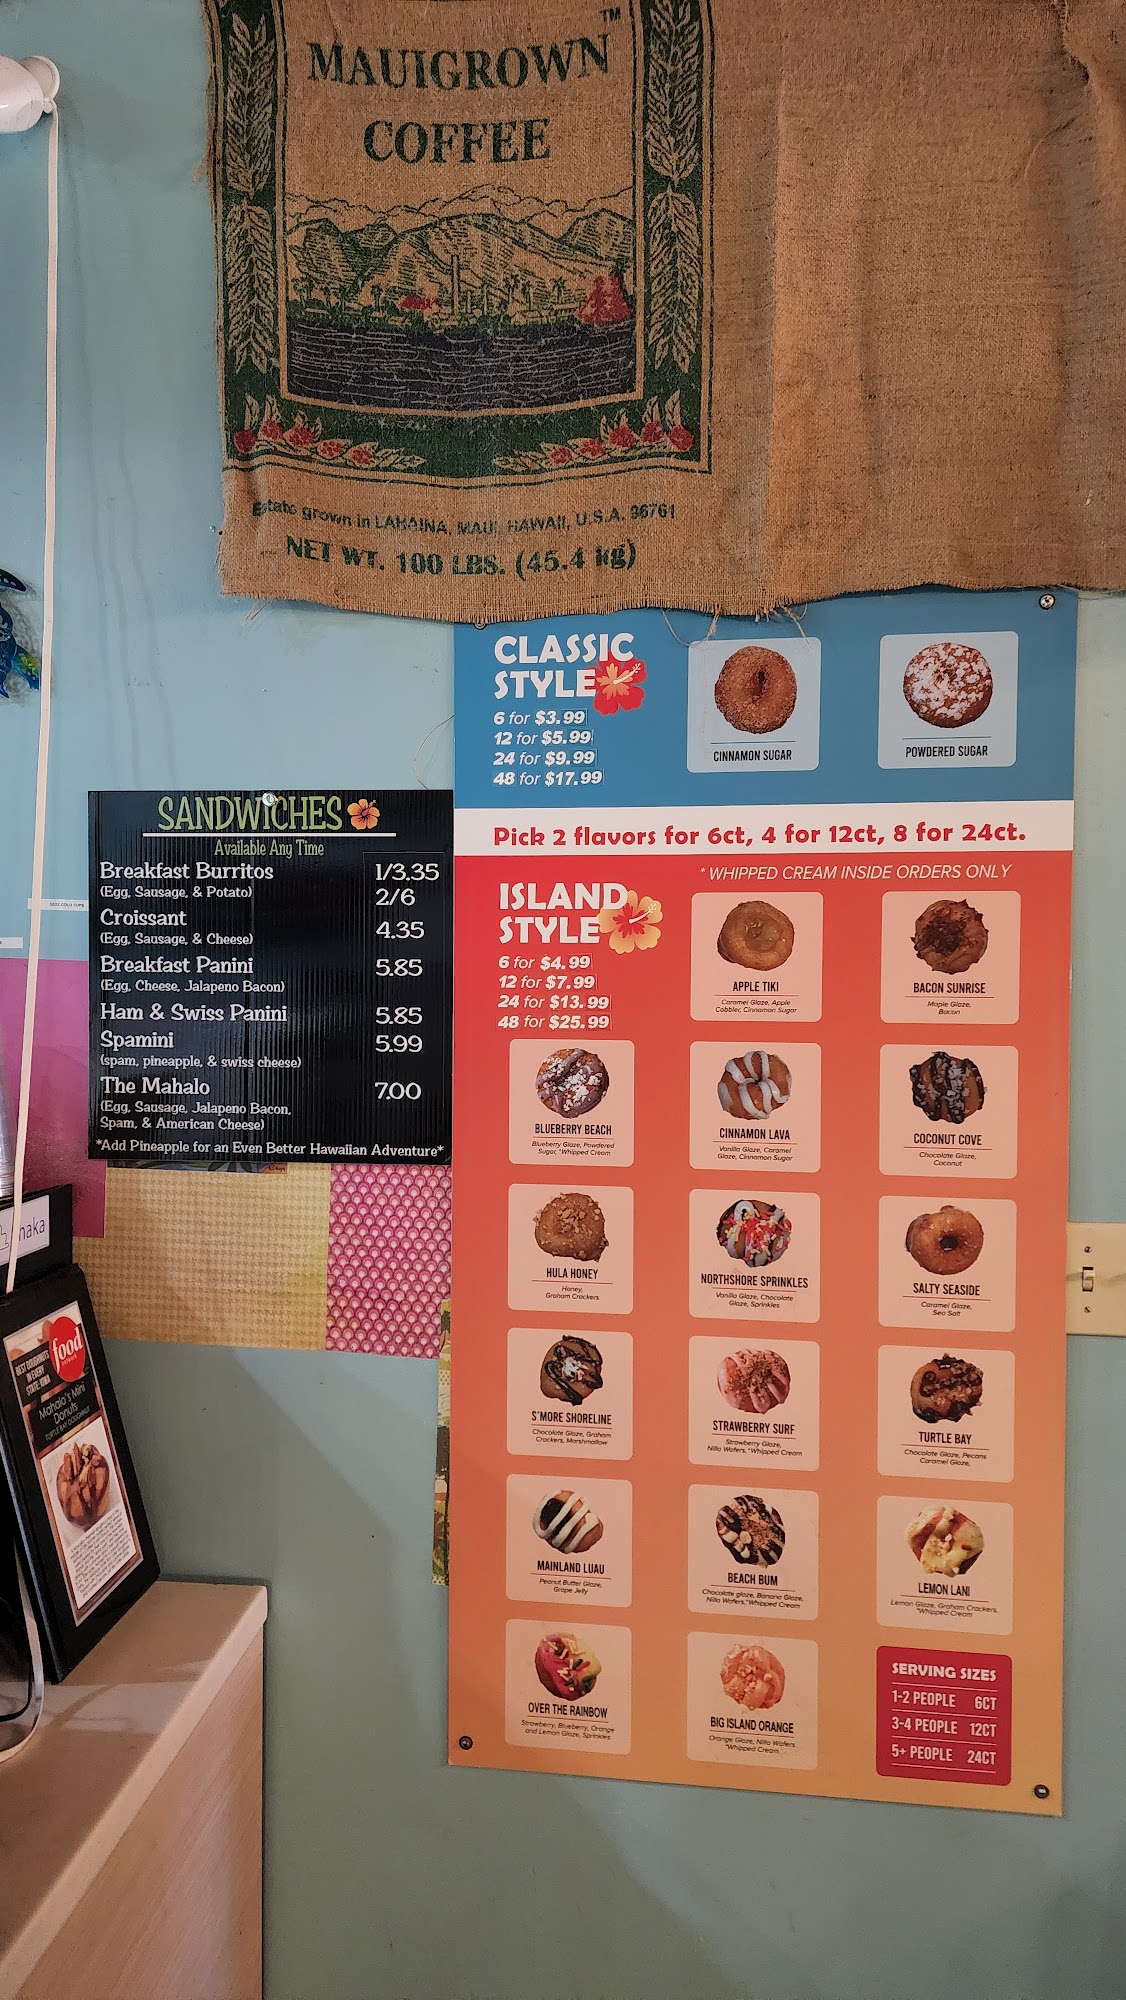 MAUIGROWN
TM
COFFEE
Estate grown in LAHAINA, MAUI, HAWAII, U.S.A. 96761
NET WT. 100 LBS. (45.4 kg)
CLASSIC
STYLE
6 for $3.99
12 for $5.99
24 for $9.99
48 for $17.99
CINNAMON SUGAR
POWDERED SUGAR
Pick 2 flavors for 6ct, 4 for 12ct, 8 for 24ct.
* WHIPPED CREAM INSIDE ORDERS ONLY
ISLAND
STYLE
6 for $4.99
12 for $7.99
24 for $13.99
48 for $25.99
APPLE TIKI
Caramel Glaze, Apple
Cobbler, Cinnamon Sugar
BACON SUNRISE
Maple Glaze,
Bacon
BLUEBERRY BEACH
Blueberry Glaze, Powdered
Sugar, *Whipped Cream
CINNAMON LAVA
Vanilla Glaze, Caramel
Glaze, Cinnamon Sugar
COCONUT COVE
Chocolate Glaze,
Coconut
HULA HONEY
Honey,
Graham Crackers
NORTHSHORE SPRINKLES
Vanilla Glaze, Chocolate
Glaze, Sprinkles
SALTY SEASIDE
Caramel Glaze,
Sea Salt
S'MORE SHORELINE
Chocolate Glaze, Graham
Crackers, Marshmallow
STRAWBERRY SURF
Strawberry Glaze,
Nilla Wafers, *Whipped Cream
TURTLE BAY
Chocolate Glaze, Pecans
Caramel Glaze,
MAINLAND LUAU
Peanut Butter Glaze,
Grape Jelly
BEACH BUM
Chocolate glaze, Banana Glaze,
Nilla Wafers, *Whipped Cream
LEMON LANI
Lemon Glaze, Graham Crackers,
*Whipped Cream
OVER THE RAINBOW
Strawberry, Blueberry, Orange
and Lemon Glaze, Sprinkles
BIG ISLAND ORANGE
Orange Glaze, Nilla Wafers
*Whipped Cream
SERVING SIZES
1-2 PEOPLE 6CT
3-4 PEOPLE 12CT
5+ PEOPLE 24CT
SANDWICHES
Available Any Time
Breakfast Burritos 1/3.35
(Egg, Sausage, & Potato) 2/6
Croissant 4.35
(Egg, Sausage, & Cheese)
Breakfast Panini 5.85
(Egg, Cheese, Jalapeno Bacon)
Ham & Swiss Panini 5.85
Spamini 5.99
(spam, pineapple, & swiss cheese)
The Mahalo 7.00
(Egg, Sausage, Jalapeno Bacon,
Spam, & American Cheese)
*Add Pineapple for an Even Better Hawaiian Adventure*
haka
food
network
BEST DOUGHNUTS
IN EVERY
STATE: IOWA
Mahalo's Mini
Donuts
TURTLE BAY DOUGHNUT